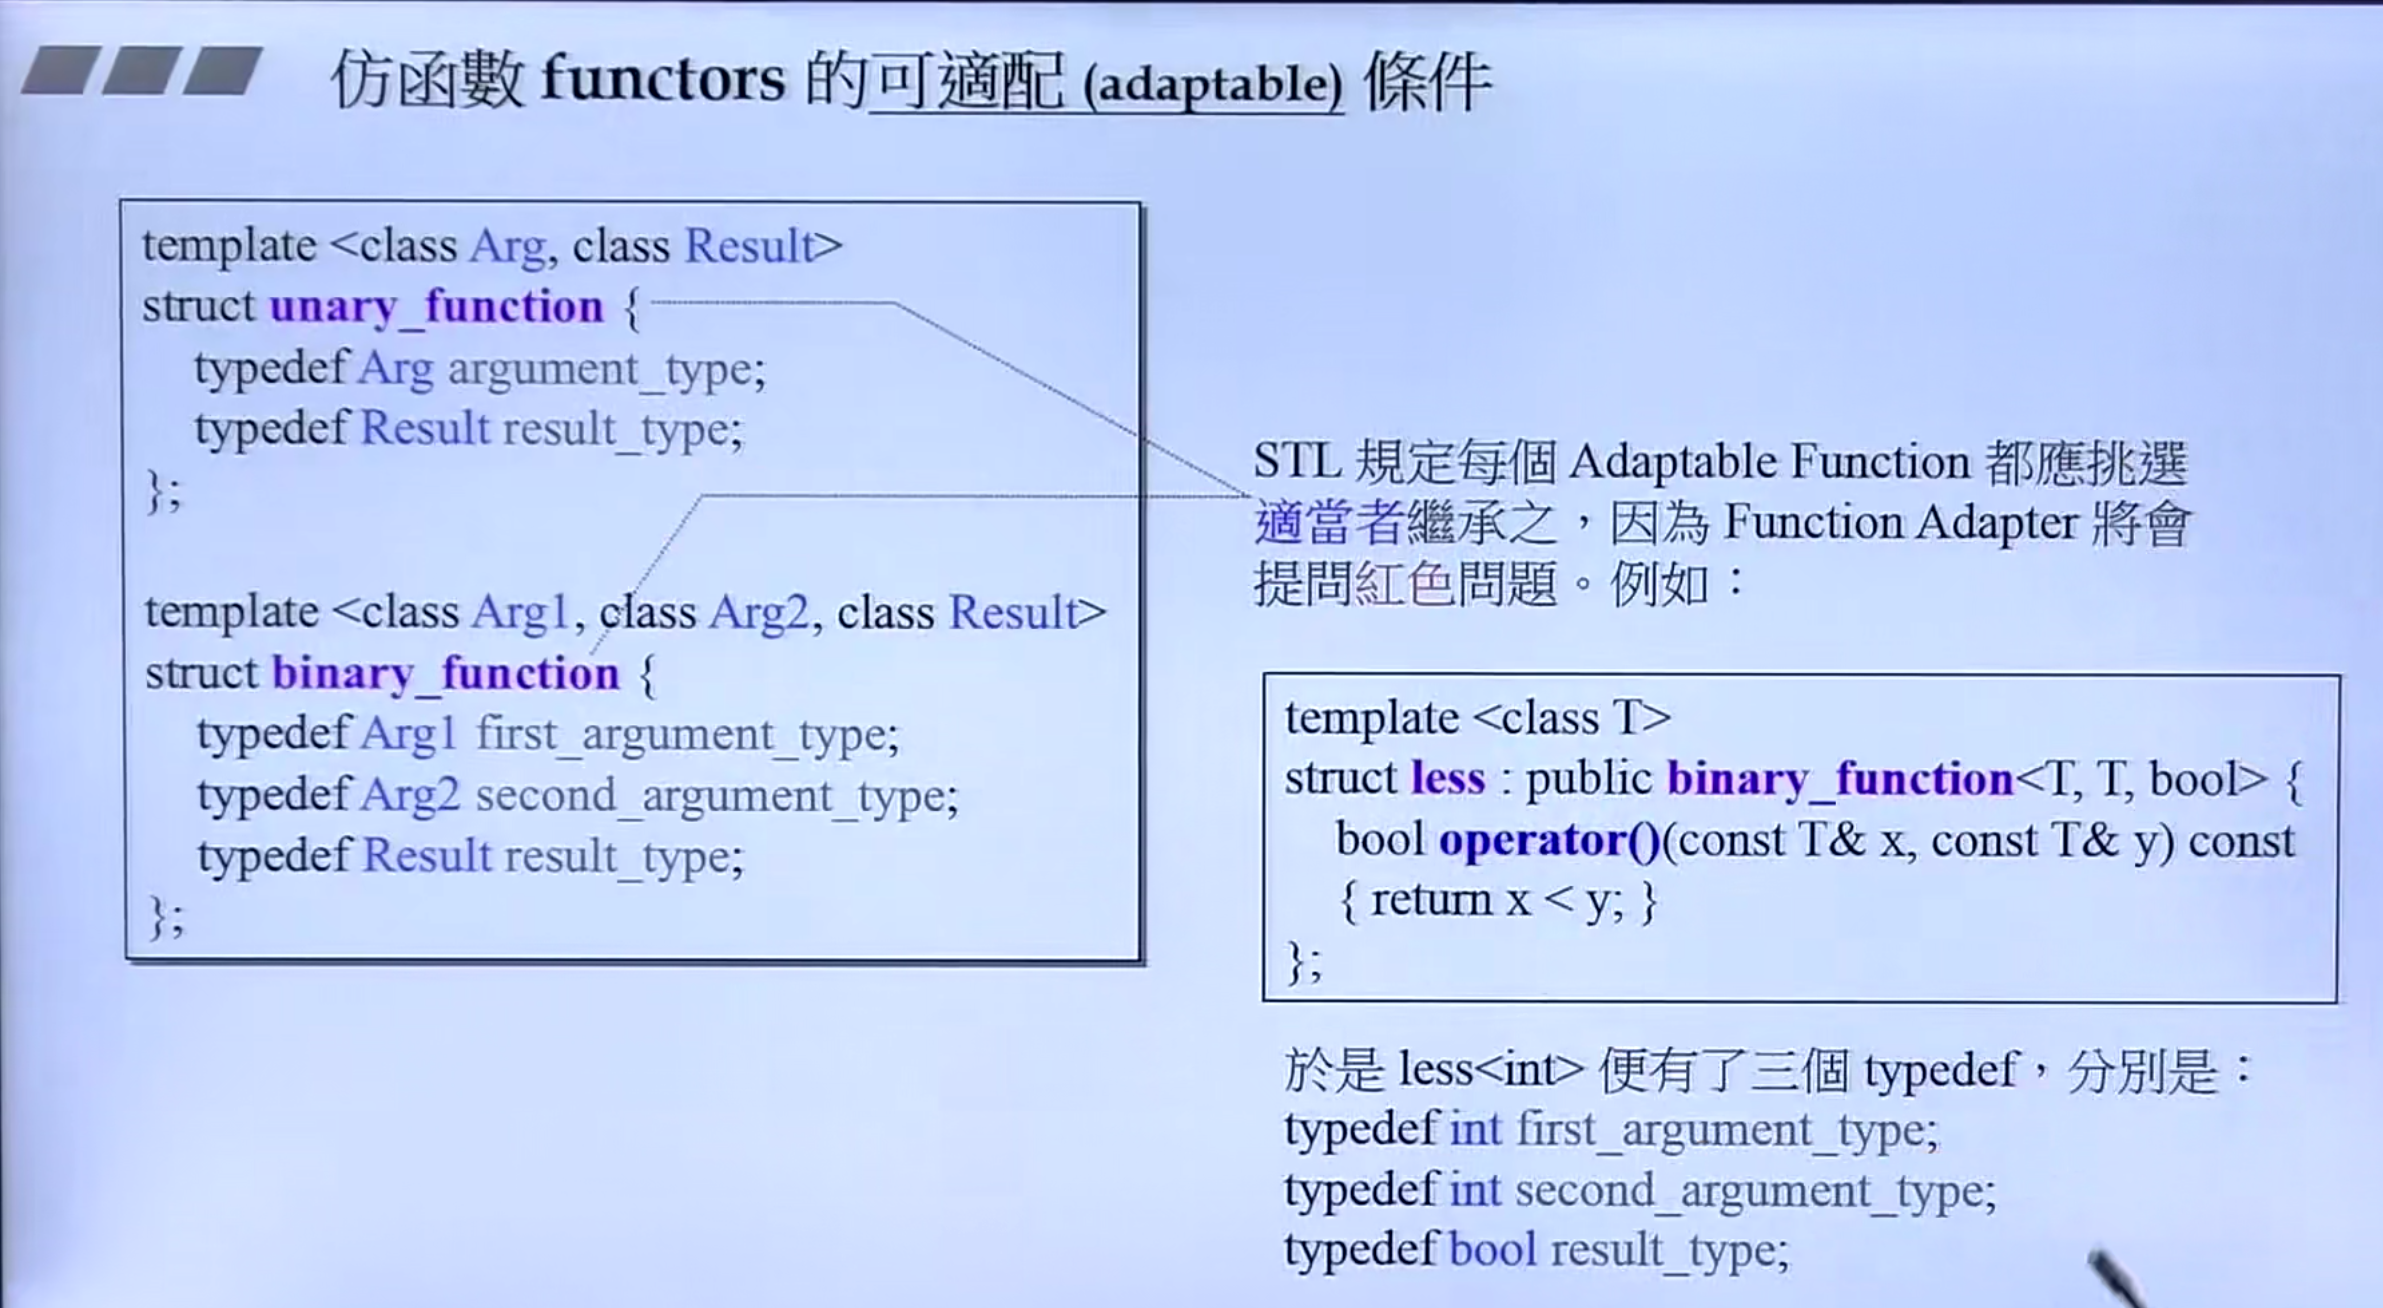 仿函數 functors 的可適配 (adaptable) 條件
template <class Arg, class Result>
struct unary_function {
typedef Arg argument_type;
typedef Result result_type;
};
template <class Arg1, class Arg2, class Result>
struct binary_function {
typedef Arg1 first_argument_type;
typedef Arg2 second_argument_type;
typedef Result result_type;
};
STL 規定每個 Adaptable Function 都應挑選
適當者繼承之，因為 Function Adapter 將會
提問紅色問題。例如：
template <class T>
struct less : public binary_function<T, T, bool> {
bool operator()(const T& x, const T& y) const
{ return x < y; }
};
於是 less<int> 便有了三個 typedef，分別是：
typedef int first_argument_type;
typedef int second_argument_type;
typedef bool result_type;